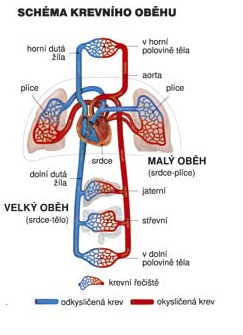 SCHÉMA KREVNÍHO OBĚHU
horní dutá
žíla
v horní
polovině těla
aorta
plíce
plíce
srdce
MALÝ OBĚH
(srdce-plíce)
dolní dutá
žíla
jaterní
VELKÝ OBĚH
(srdce-tělo)
střevní
v dolní
polovině těla
krevní řečiště
odkysličená krev
okysličená krev